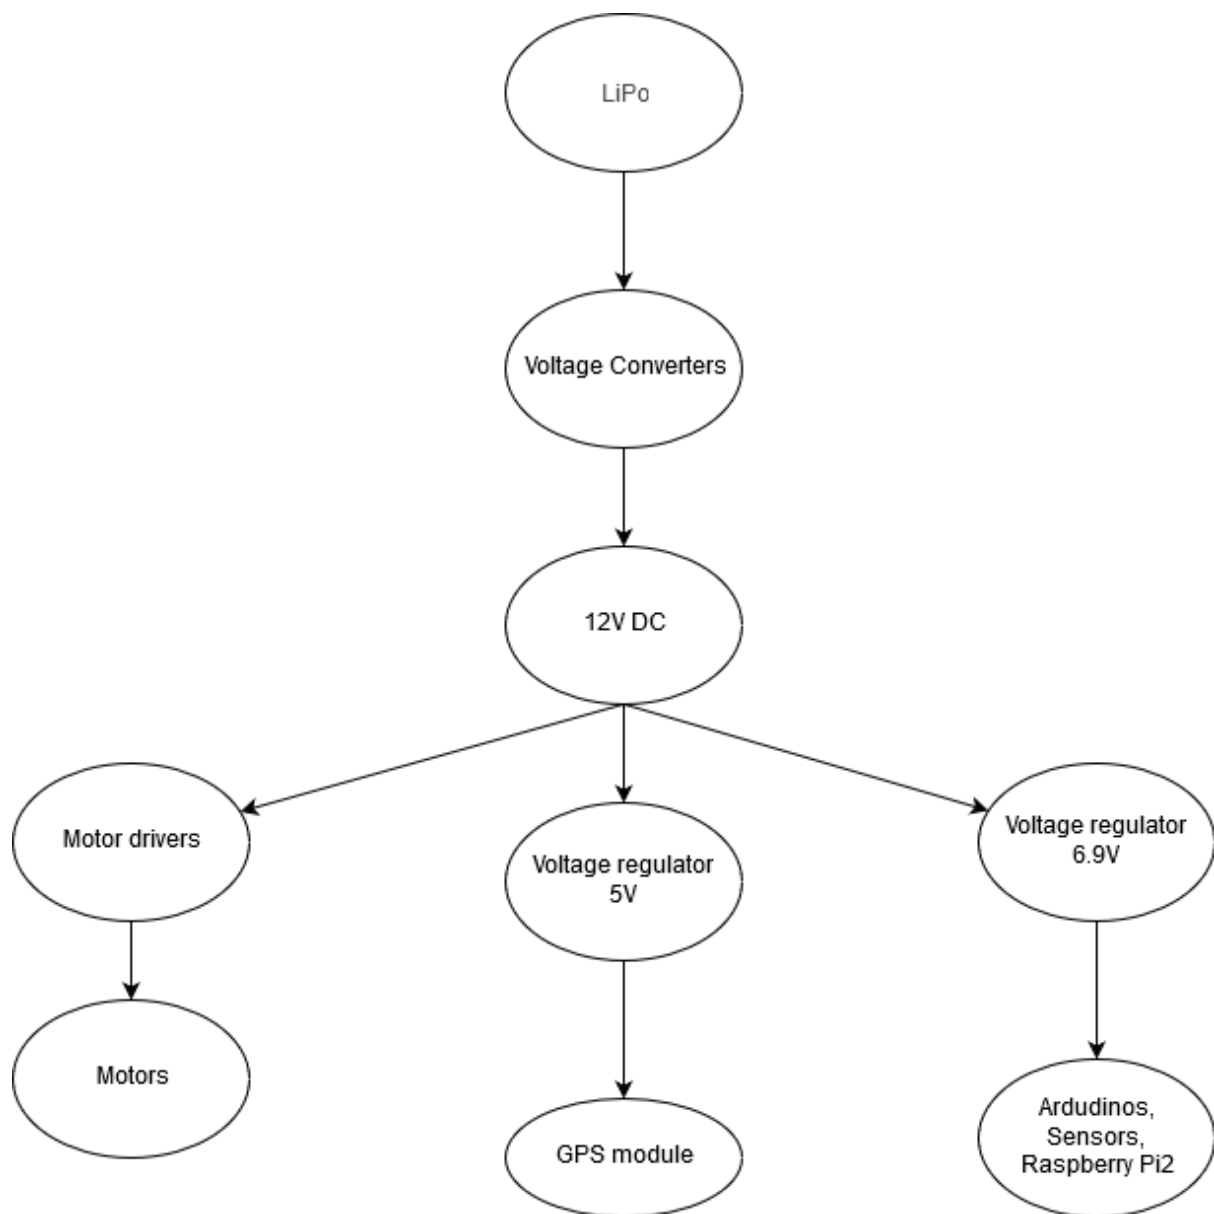 LiPo
Voltage Converters
12V DC
Motor drivers
Voltage regulator
5V
Voltage regulator
6.9V
Motors
GPS module
Ardudinos,
Sensors,
Raspberry Pi2